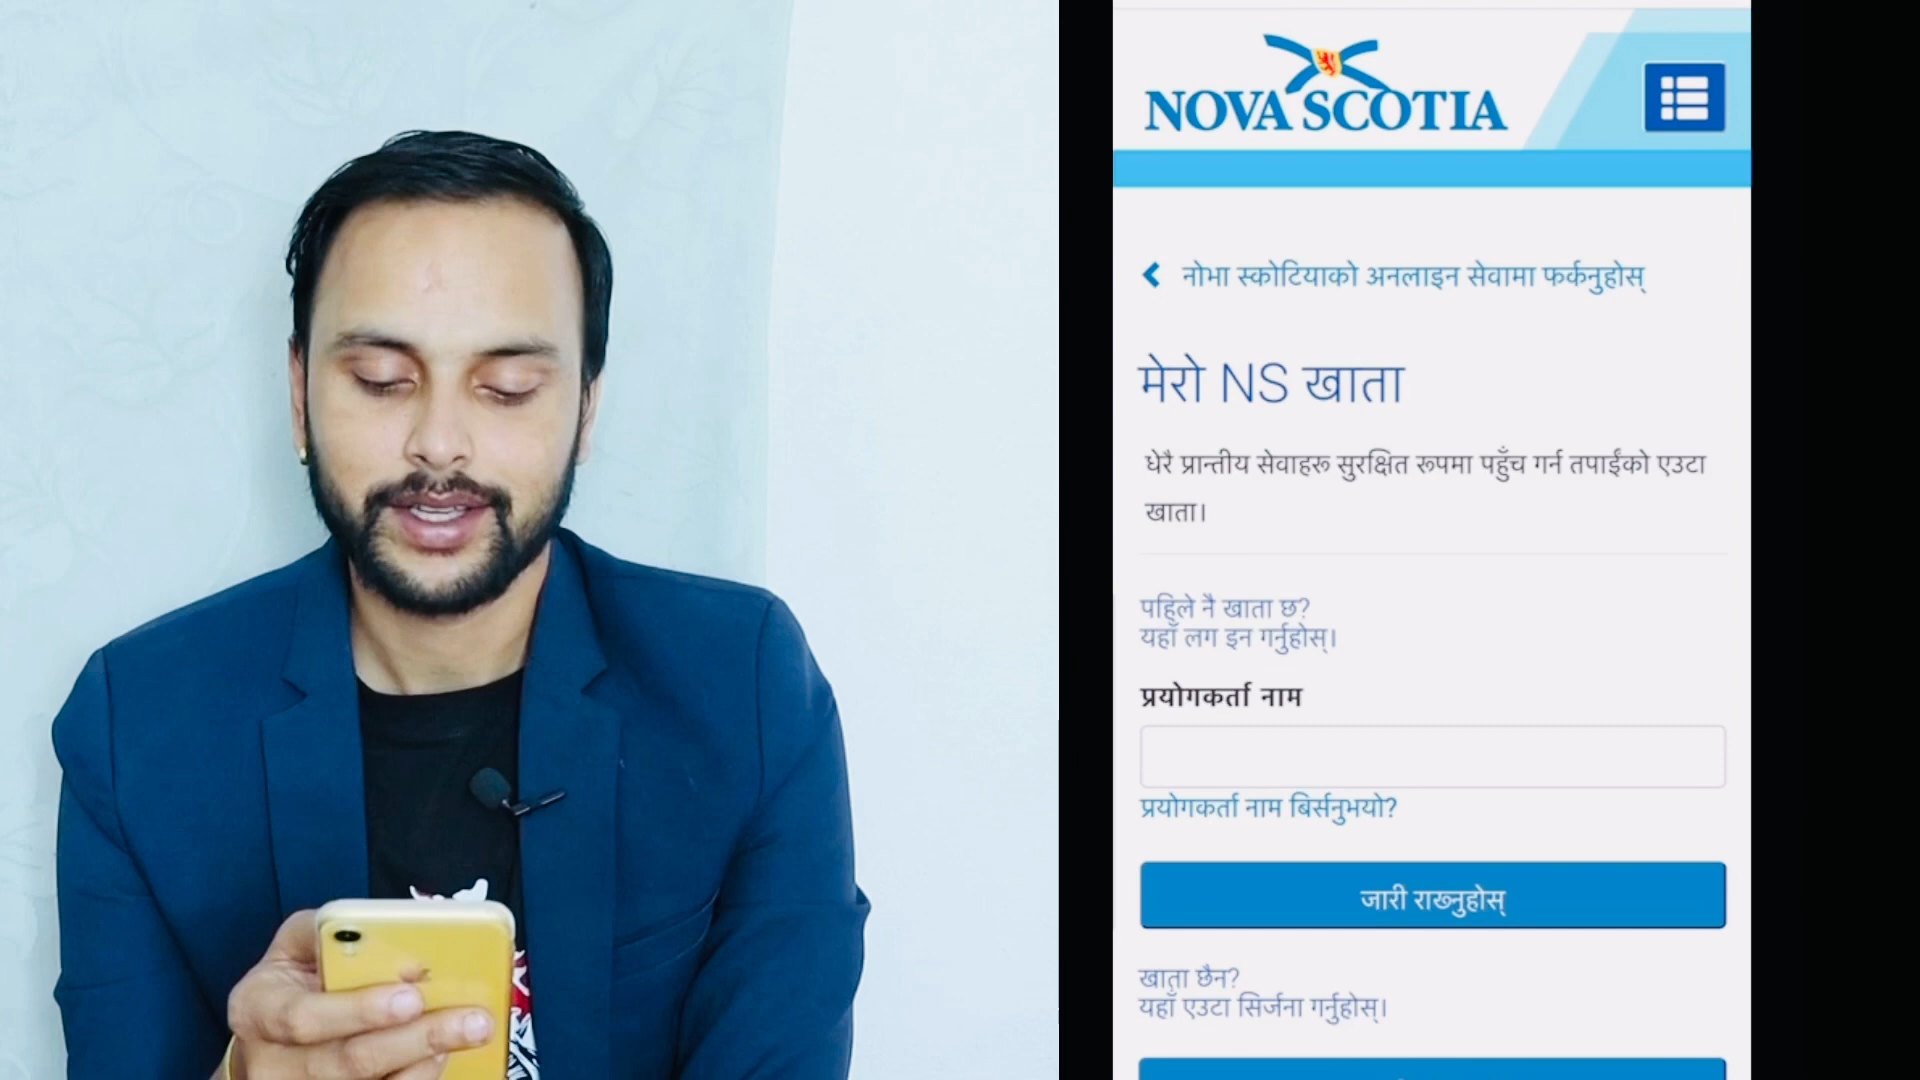 NOVA SCOTIA
नोभा स्कोटियाको अनलाइन सेवामा फर्कनुहोस्
मेरो NS खाता
धेरै प्रान्तीय सेवाहरू सुरक्षित रूपमा पहुँच गर्न तपाईंको एउटा
खाता।
पहिले नै खाता छ?
यहाँ लग इन गर्नुहोस्।
प्रयोगकर्ता नाम
प्रयोगकर्ता नाम बिर्सनुभयो?
जारी राख्नुहोस्
खाता छैन?
यहाँ एउटा सिर्जना गर्नुहोस्।